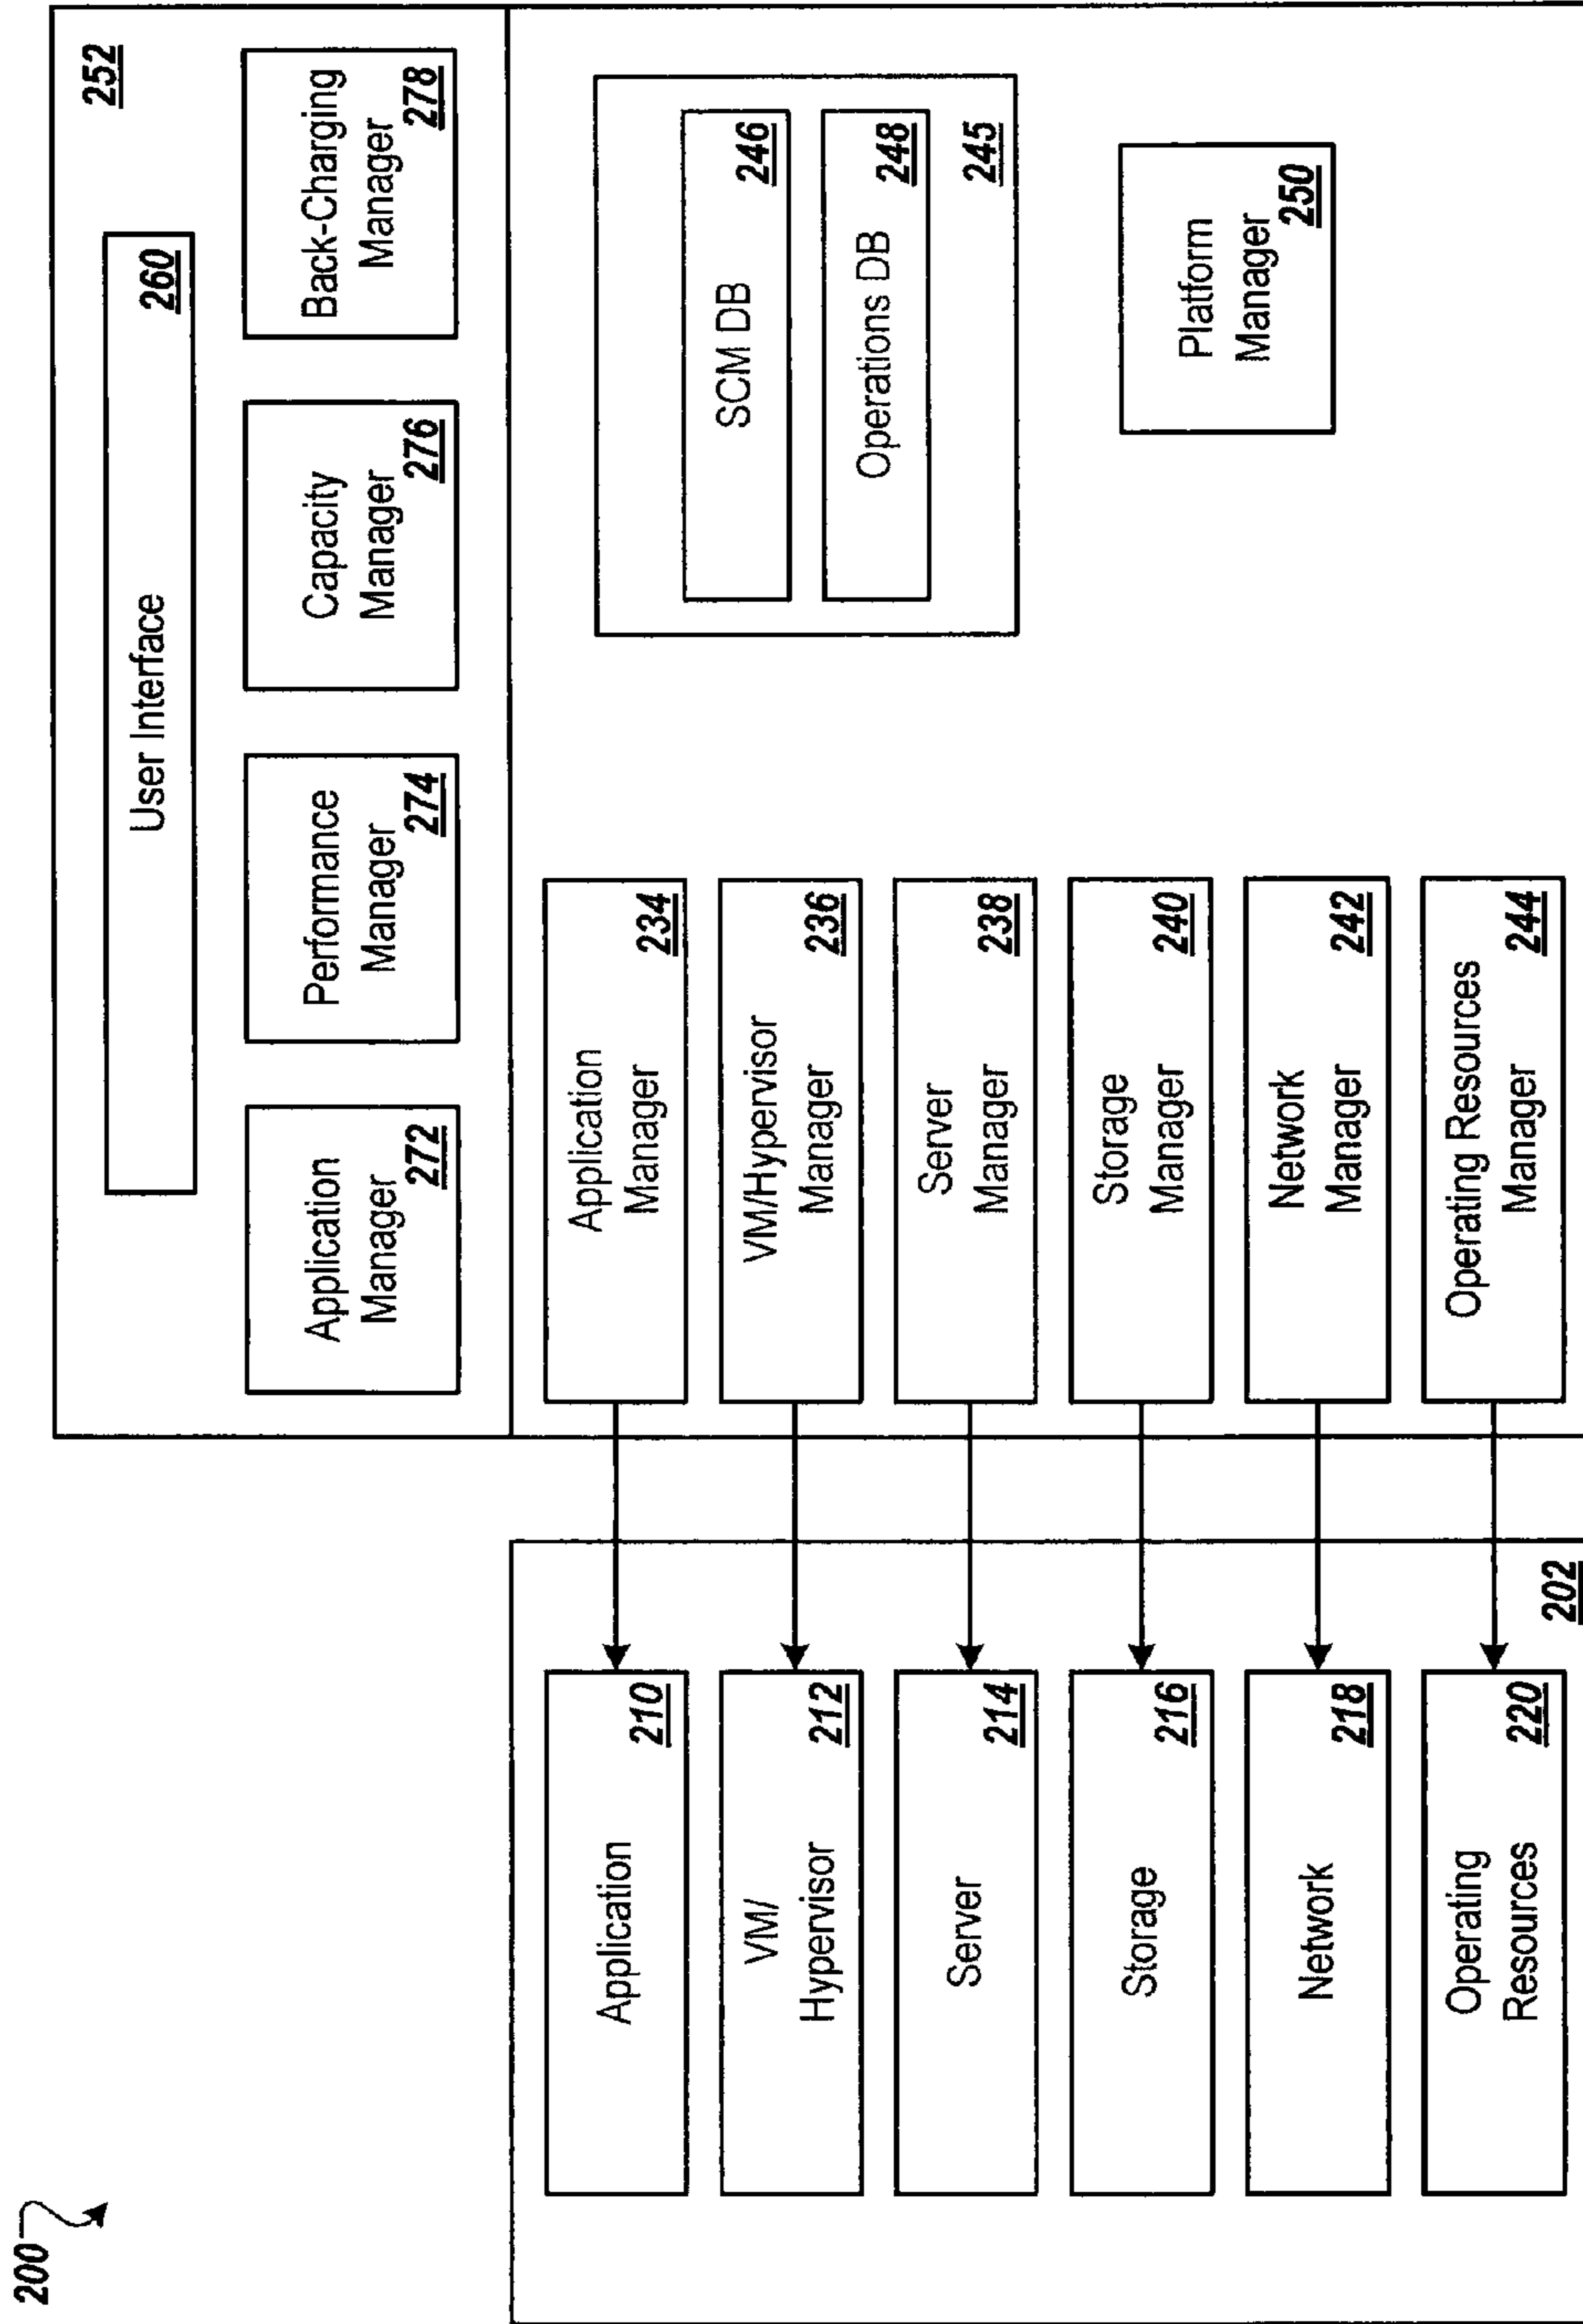 200
252
User Interface
260
Application
Manager
272
Performance
Manager
274
Capacity
Manager
276
Back-Charging
Manager
278
Application
210
VM/
Hypervisor
212
Server
214
Storage
216
Network
218
Operating
Resources
220
202
Application
Manager
234
VM/Hypervisor
Manager
236
Server
Manager
238
Storage
Manager
240
Network
Manager
242
Operating Resources
Manager
244
SCM DB
246
Operations DB
248
245
Platform
Manager
250